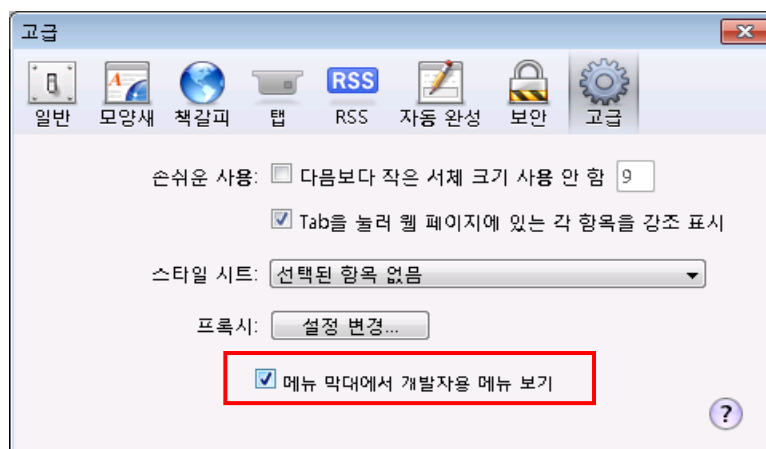 고급
일반 모양새 책갈피 탭 RSS RSS 자동 완성 보안 고급
손쉬운 사용: 다음보다 작은 서체 크기 사용 안 함 9
Tab을 눌러 웹 페이지에 있는 각 항목을 강조 표시
스타일 시트: 선택된 항목 없음
프록시: 설정 변경...
메뉴 막대에서 개발자용 메뉴 보기
?